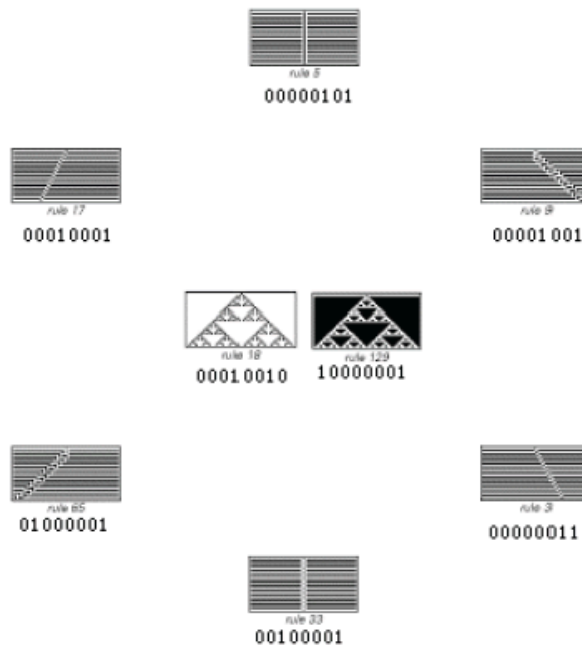 rule 5
00000101
rule 17
00010001
rule 9
00001001
rule 18
00010010
rule 129
10000001
rule 65
01000001
rule 3
00000011
rule 33
00100001